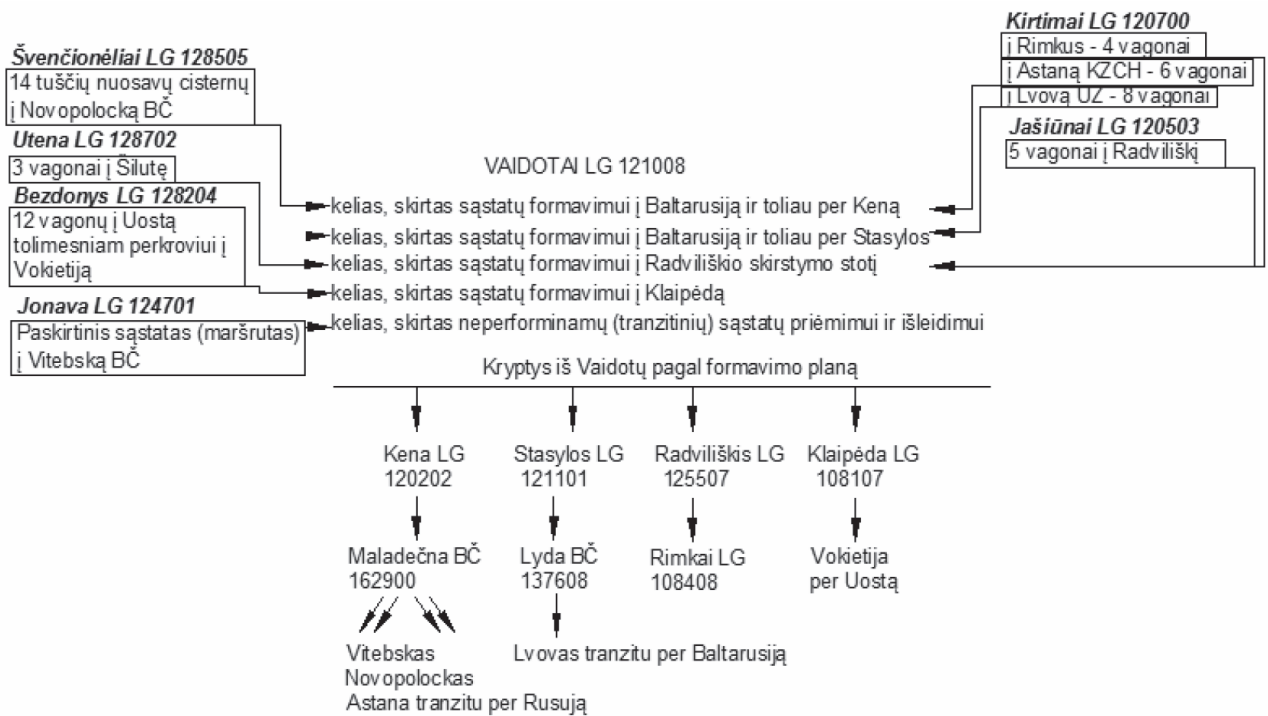 Švenčionėliai LG 128505
14 tuščių nuosavų cisternų
į Novopolocką BČ
Utena LG 128702
3 vagonai į Šilutę
Bezdonys LG 128204
12 vagonų į Uostą
tolimesniam perkroviui į
Vokietiją
Jonava LG 124701
Paskirtinis sąstatas (maršrutas)
į Vitebską BČ
Kirtimai LG 120700
į Rimkus - 4 vagonai
į Astaną KZCH - 6 vagonai
į Lvovą UZ - 8 vagonai
Jašiūnai LG 120503
5 vagonai į Radviliškį
VAIDOTAI LG 121008
kelias, skirtas sąstatų formavimui į Baltarusiją ir toliau per Keną
kelias, skirtas sąstatų formavimui į Baltarusiją ir toliau per Stasylos
kelias, skirtas sąstatų formavimui į Radviliškio skirstymo stotį
kelias, skirtas sąstatų formavimui į Klaipėdą
kelias, skirtas neperforminamų (tranzitinių) sąstatų priėmimui ir išleidimui
Kryptys iš Vaidotų pagal formavimo planą
Kena LG
120202
Stasylos LG
121101
Radviliškis LG
125507
Klaipėda LG
108107
Maladečna BČ
162900
Lyda BČ
137608
Rimkai LG
108408
Vokietija
per Uostą
Vitebskas
Novopolockas
Astana tranzitu per Rusują
Lvovas tranzitu per Baltarusiją